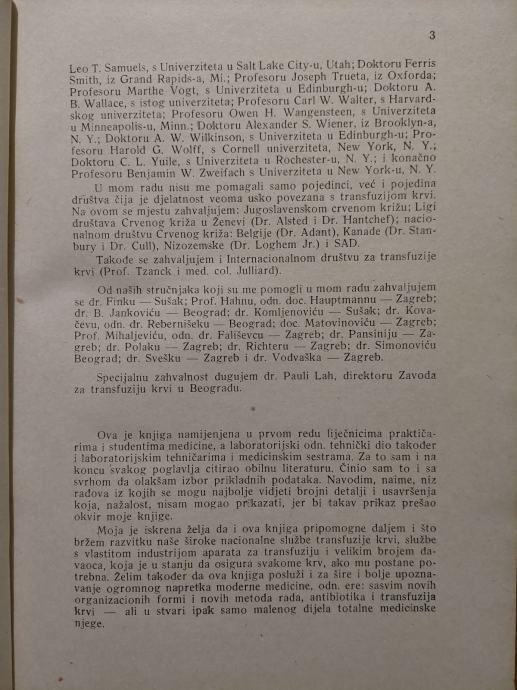 3
Leo T. Samuels, s Univerziteta u Salt Lake City-u, Utah; Doktoru Ferris
Smith, iz Grand Rapids-a, Mi.; Profesoru Joseph Trueta, iz Oxforda;
Profesoru Marthe Vogt, s Univerziteta u Edinburgh-u; Doktoru A.
B. Wallace, s istog univerziteta; Profesoru Carl W. Walter, s Harvard-
skog univerziteta; Profesoru Owen H. Wangensteen, s Univerziteta
u Minneapolis-u, Minn.; Doktoru Alexander S. Wiener, iz Brooklyn-a,
N. Y.; Doktoru A. W. Wilkinson, s Univerziteta u Edinburgh-u; Pro-
fesoru Harold G. Wolff, s Cornell univerziteta, New York, N. Y.;
Doktoru C. L. Yuile, s Univerziteta u Rochester-u, N. Y.; i konačno
Profesoru Benjamin W. Zweifach s Univerziteta u New York-u, N. Y.
U mom radu nisu me pomagali samo pojedinci, već i pojedina
društva čija je djelatnost veoma usko povezana s transfuzijom krvi.
Na ovom se mjestu zahvaljujem: Jugoslavenskom crvenom križu; Ligi
društava Crvenog križa u Ženevi (Dr. Alsted i Dr. Hantchef); nacio-
nalnom društvu Crvenog križa: Belgije (Dr. Adant), Kanade (Dr. Stan-
bury i Dr. Cull), Nizozemske (Dr. Loghem Jr.) i SAD.
Takođe se zahvaljujem i Internacionalnom društvu za transfuzije
krvi (Prof. Tzanck i med. col. Julliard).
Od naših stručnjaka koji su me pomogli u mom radu zahvaljujem
se dr. Finku — Sušak; Prof. Hahnu, odn. doc. Hauptmannu — Zagreb;
dr. B. Jankoviću — Beograd; dr. Komljenoviću — Sušak; dr. Kova-
čevu, odn. dr. Rebernišeku — Beograd; doc. Matovinoviću — Zagreb;
Prof. Mihaljeviću, odn. dr. Fališevcu — Zagreb; dr. Pansiniju — Za-
greb; dr. Polaku — Zagreb; dr. Richteru — Zagreb; dr. Simonoviću
Beograd; dr. Svešku — Zagreb i dr. Vodvaška — Zagreb.
Specijalnu zahvalnost dugujem dr. Pauli Lah, direktoru Zavoda
za transfuziju krvi u Beogradu.
*
Ova je knjiga namijenjena u prvom redu liječnicima praktiča-
rima i studentima medicine, a laboratorijski odn. tehnički dio također
i laboratorijskim tehničarima i medicinskim sestrama. Za to sam i na
koncu svakog poglavlja citirao obilnu literaturu. Činio sam to i sa
svrhom da olakšam izbor prikladnih podataka. Navodim, naime, niz
radova iz kojih se mogu najbolje vidjeti brojni detalji i usavršenja
koja, nažalost, nisam mogao prikazati, jer bi takav prikaz prešao
okvir moje knjige.
Moja je iskrena želja da i ova knjiga pripomogne daljem i što
bržem razvitku naše široke nacionalne službe transfuzije krvi, službe
s vlastitom industrijom aparata za transfuziju i velikim brojem da-
vaoca, koja je u stanju da osigura svakome krv, ako mu postane po-
trebna. Želim također da ova knjiga posluži i za šire i bolje upozna-
vanje ogromnog napretka moderne medicine, odn. ere: sasvim novih
organizacionih formi i novih metoda rada, antibiotika i transfuzija
krvi — ali u stvari ipak samo malenog dijela totalne medicinske
njege.